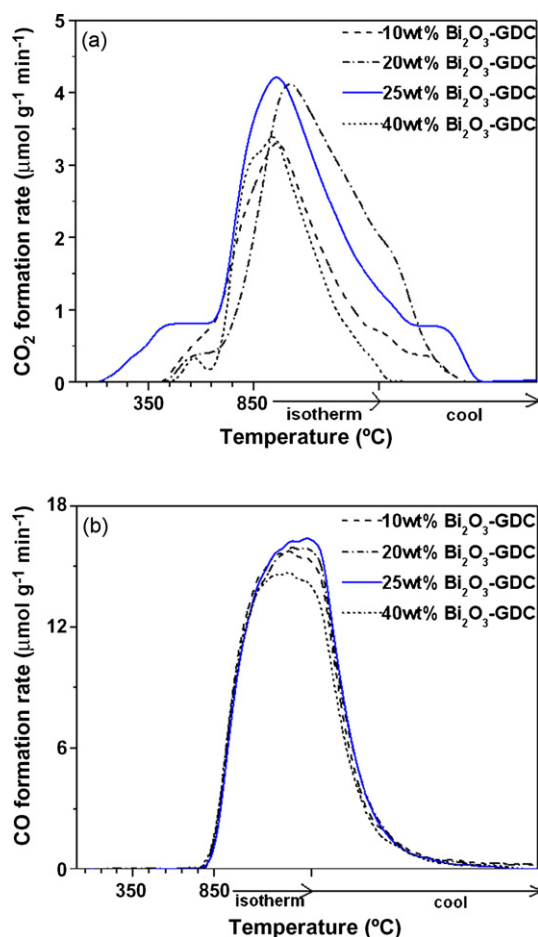 (a)
10wt% Bi₂O₃-GDC
20wt% Bi₂O₃-GDC
25wt% Bi₂O₃-GDC
40wt% Bi₂O₃-GDC
CO₂ formation rate (μmol g⁻¹ min⁻¹)
5
4
3
2
1
0
350
850
isotherm
cool
Temperature (ºC)
(b)
10wt% Bi₂O₃-GDC
20wt% Bi₂O₃-GDC
25wt% Bi₂O₃-GDC
40wt% Bi₂O₃-GDC
CO formation rate (μmol g⁻¹ min⁻¹)
18
12
6
0
350
850
isotherm
cool
Temperature (ºC)